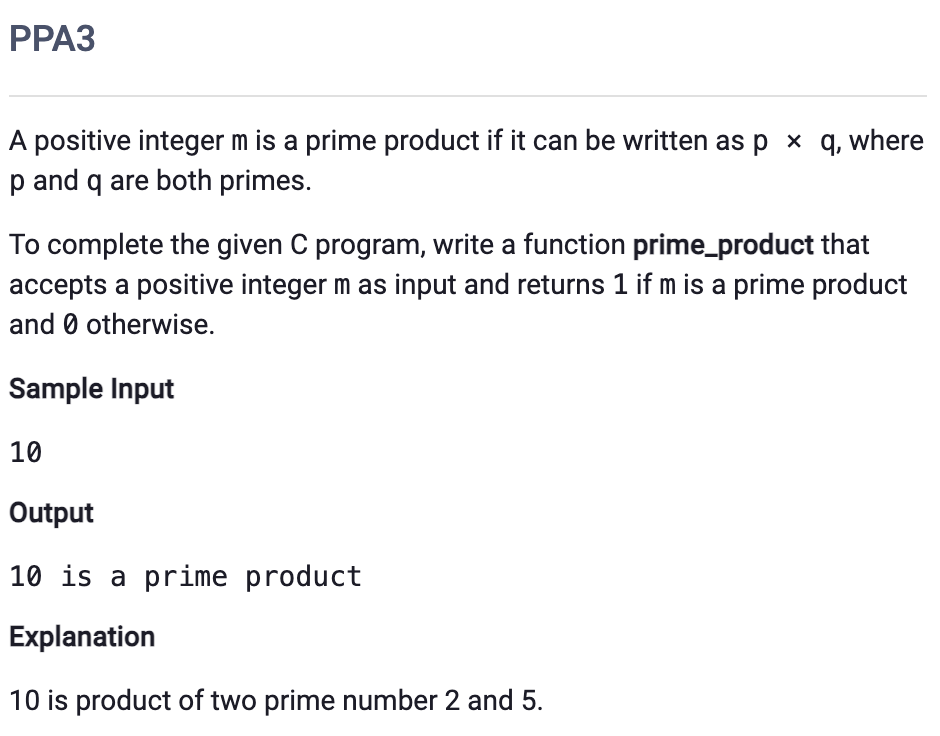 PPA3
A positive integer m is a prime product if it can be written as p × q, where
p and q are both primes.
To complete the given C program, write a function prime_product that
accepts a positive integer m as input and returns 1 if m is a prime product
and 0 otherwise.
Sample Input
10
Output
10 is a prime product
Explanation
10 is product of two prime number 2 and 5.